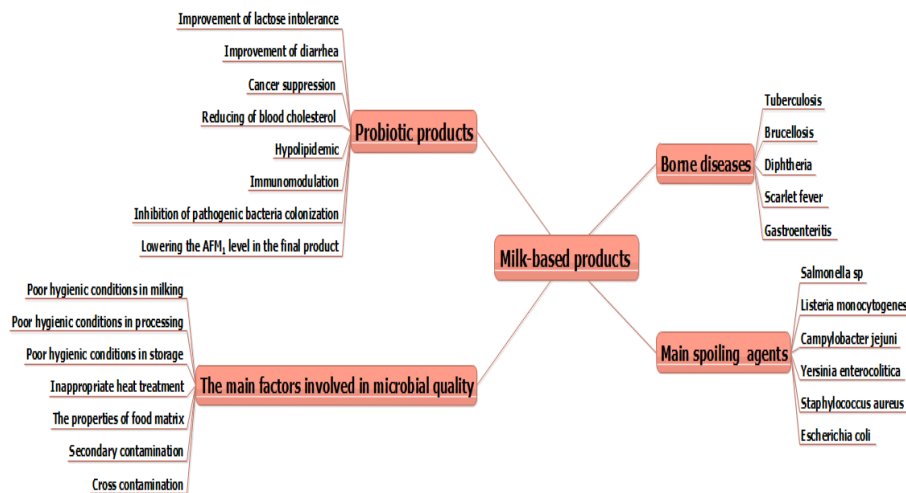 Improvement of lactose intolerance
Improvement of diarrhea
Cancer suppression
Reducing of blood cholesterol
Hypolipidemic
Immunomodulation
Inhibition of pathogenic bacteria colonization
Lowering the AFM₁ level in the final product
Probiotic products
Poor hygienic conditions in milking
Poor hygienic conditions in processing
Poor hygienic conditions in storage
Inappropriate heat treatment
The properties of food matrix
Secondary contamination
Cross contamination
The main factors involved in microbial quality
Milk-based products
Borne diseases
Tuberculosis
Brucellosis
Diphtheria
Scarlet fever
Gastroenteritis
Main spoiling agents
Salmonella sp
Listeria monocytogenes
Campylobacter jejuni
Yersinia enterocolitica
Staphylococcus aureus
Escherichia coli